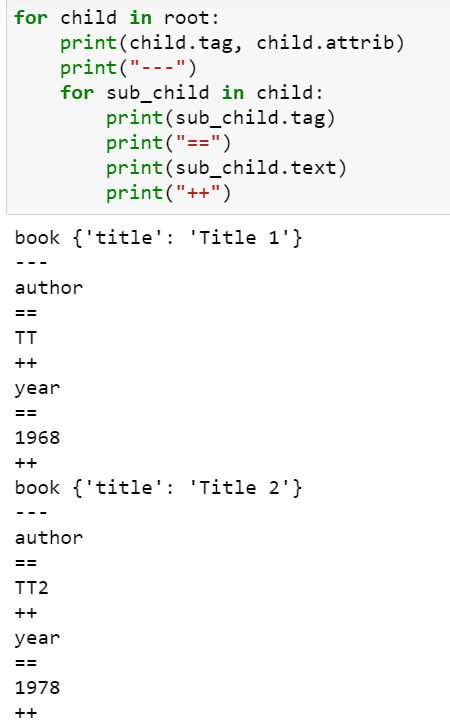 for child in root:
    print(child.tag, child.attrib)
    print("---")
    for sub_child in child:
        print(sub_child.tag)
        print("==")
        print(sub_child.text)
        print("++")
book {'title': 'Title 1'}
---
author
==
TT
++
year
==
1968
++
book {'title': 'Title 2'}
---
author
==
TT2
++
year
==
1978
++